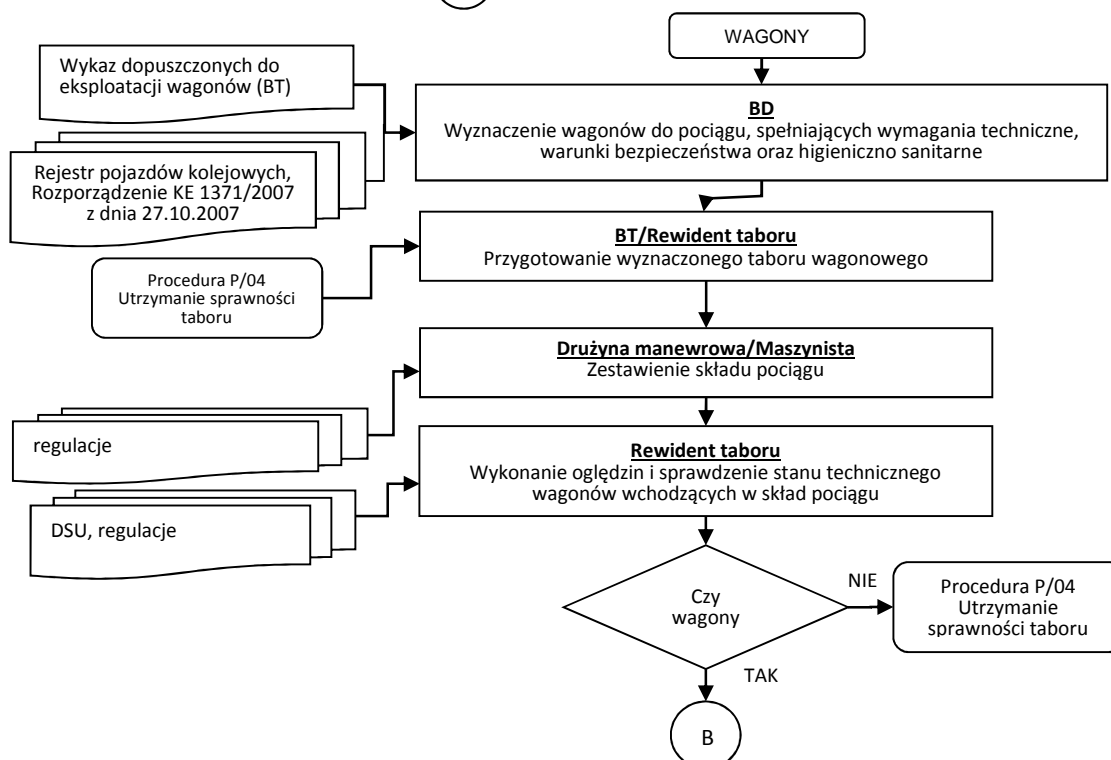 WAGONY
Wykaz dopuszczonych do
eksploatacji wagonów (BT)
BD
Wyznaczenie wagonów do pociągu, spełniających wymagania techniczne,
warunki bezpieczeństwa oraz higieniczno sanitarne
Rejestr pojazdów kolejowych,
Rozporządzenie KE 1371/2007
z dnia 27.10.2007
BT/Rewident taboru
Przygotowanie wyznaczonego taboru wagonowego
Procedura P/04
Utrzymanie sprawności
taboru
Drużyna manewrowa/Maszynista
Zestawienie składu pociągu
regulacje
Rewident taboru
Wykonanie oględzin i sprawdzenie stanu technicznego
wagonów wchodzących w skład pociągu
DSU, regulacje
Czy
wagony
NIE
Procedura P/04
Utrzymanie
sprawności taboru
TAK
B